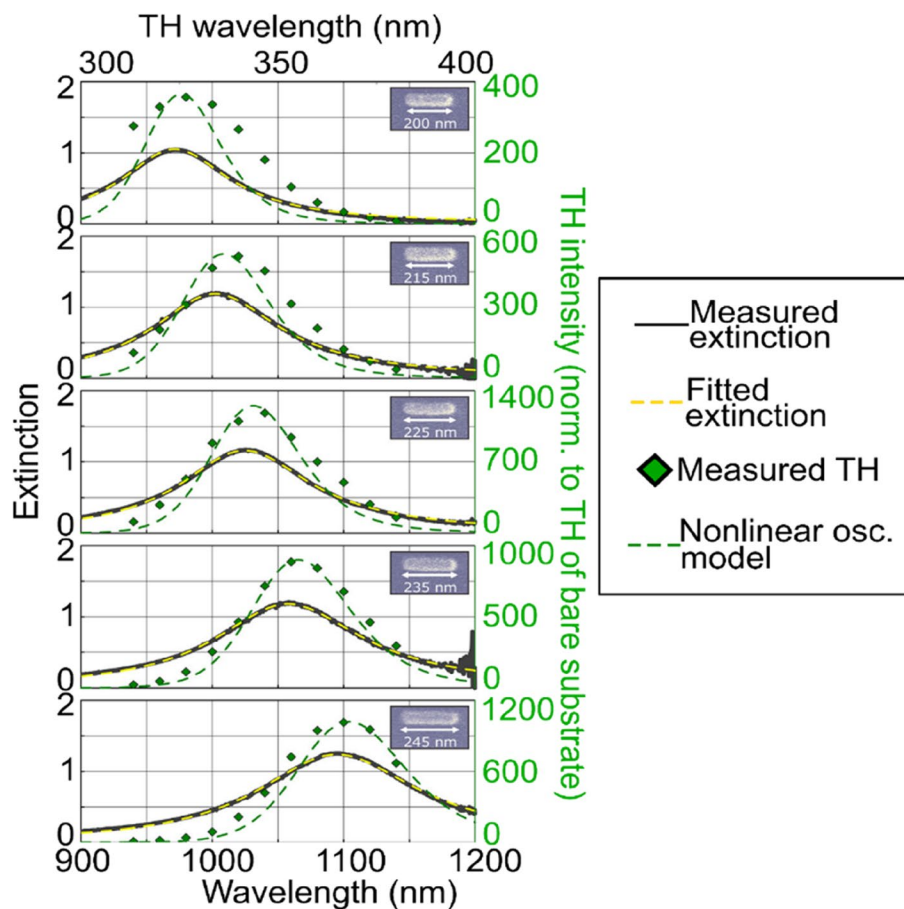 TH wavelength (nm)
300 350 400
2 400
200 nm
1 200
0 0
2 600
215 nm
1 300
0 0
2 1400
225 nm
1 700
0 0
2 1000
235 nm
1 500
0 0
2 1200
245 nm
1 600
0 0
900 1000 1100 1200
Wavelength (nm)
Extinction
TH intensity (norm. to TH of bare substrate)
Measured
extinction
Fitted
extinction
Measured TH
Nonlinear osc.
model